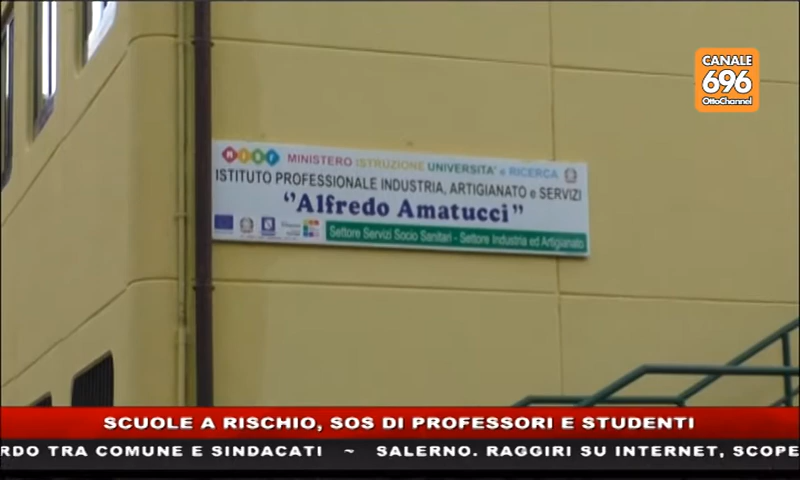 CANALE
696
OttoChannel
MIUR MINISTERO ISTRUZIONE UNIVERSITA' e RICERCA
ISTITUTO PROFESSIONALE INDUSTRIA, ARTIGIANATO e SERVIZI
"Alfredo Amatucci"
Settore Servizi Socio Sanitari - Settore Industria ed Artigianato
SCUOLE A RISCHIO, SOS DI PROFESSORI E STUDENTI
RDO TRA COMUNE E SINDACATI ~ SALERNO. RAGGIRI SU INTERNET, SCOPE